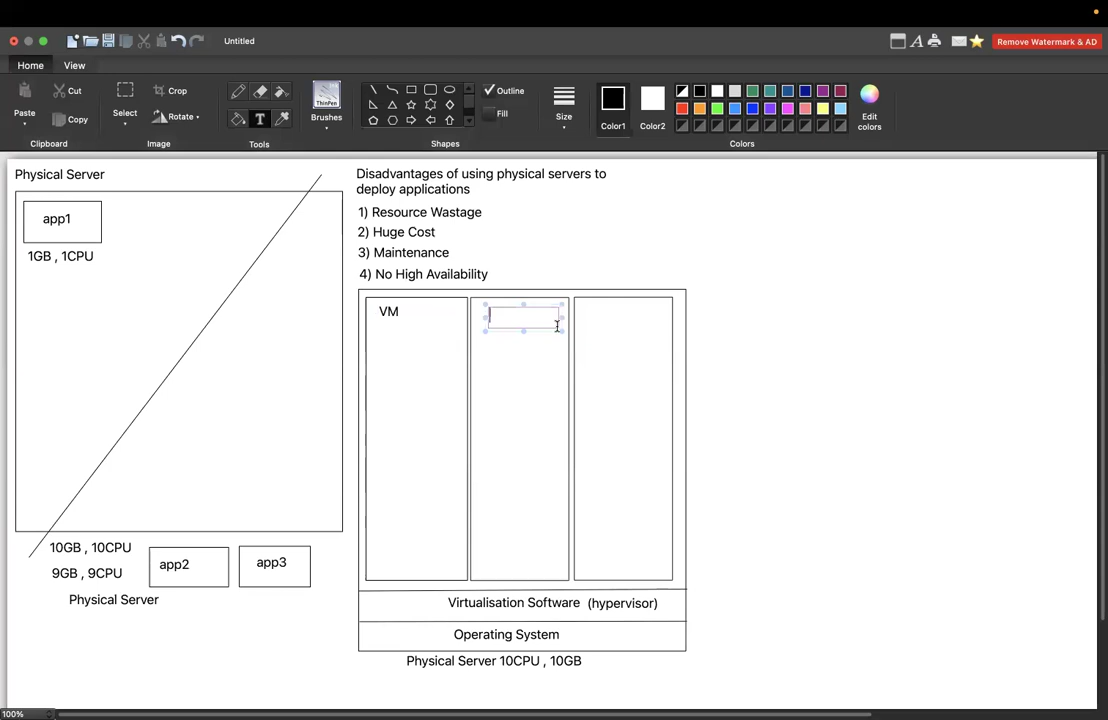 Untitled
Remove Watermark & AD
Home
View
Paste
Cut
Copy
Clipboard
Select
Crop
Rotate
Image
T
Tools
ThinPen
Brushes
Outline
Fill
Shapes
Size
Color1
Color2
Edit
colors
Colors
Physical Server
app1
1GB , 1CPU
10GB , 10CPU
9GB , 9CPU
app2
app3
Physical Server
Disadvantages of using physical servers to
deploy applications
1) Resource Wastage
2) Huge Cost
3) Maintenance
4) No High Availability
VM
Virtualisation Software (hypervisor)
Operating System
Physical Server 10CPU , 10GB
100%